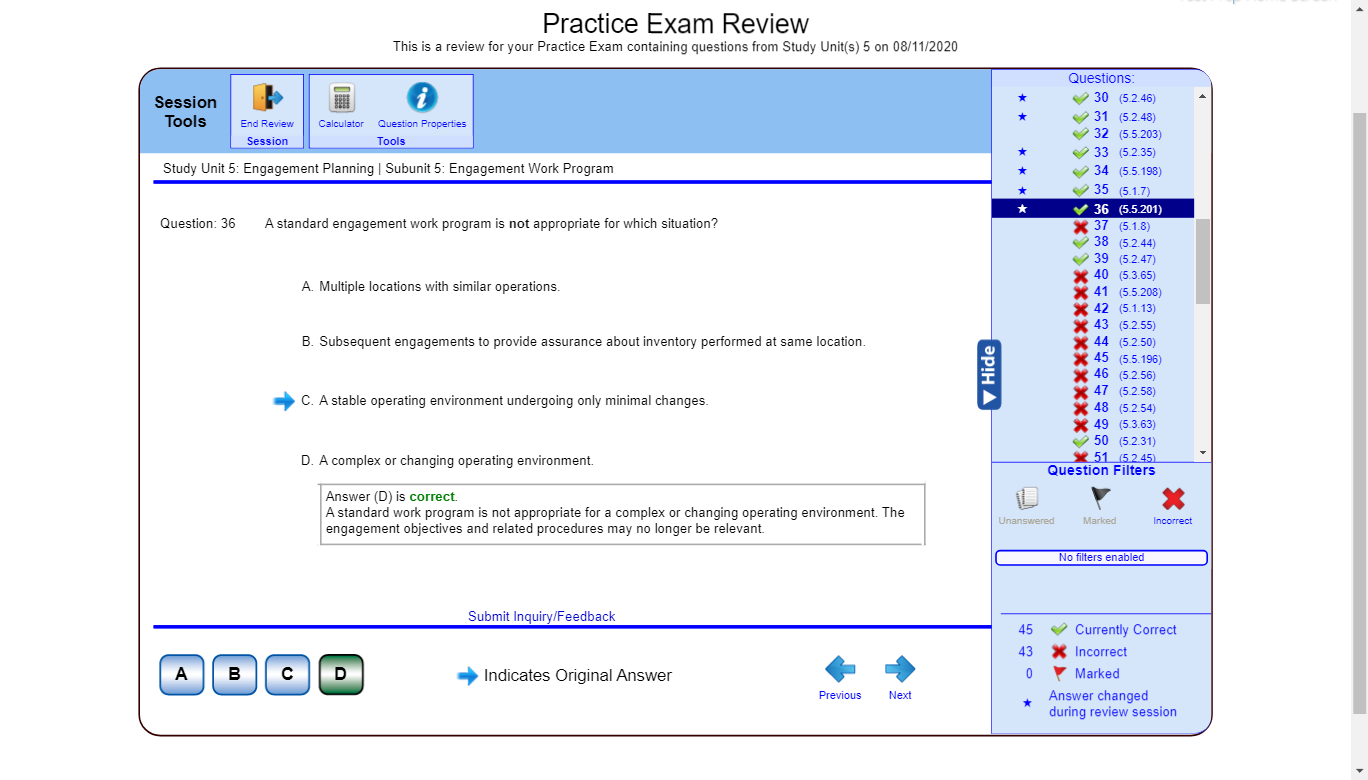 Practice Exam Review
This is a review for your Practice Exam containing questions from Study Unit(s) 5 on 08/11/2020
Session Tools
End Review
Session
Calculator
Question Properties
Tools
Study Unit 5: Engagement Planning | Subunit 5: Engagement Work Program
Question: 36 A standard engagement work program is not appropriate for which situation?
A. Multiple locations with similar operations.
B. Subsequent engagements to provide assurance about inventory performed at same location.
C. A stable operating environment undergoing only minimal changes.
D. A complex or changing operating environment.
Answer (D) is correct.
A standard work program is not appropriate for a complex or changing operating environment. The
engagement objectives and related procedures may no longer be relevant.
Submit Inquiry/Feedback
A B C D
Indicates Original Answer
Previous
Next
Hide
Questions:
30 (5.2.46)
31 (5.2.48)
32 (5.5.203)
33 (5.2.35)
34 (5.5.198)
35 (5.1.7)
36 (5.5.201)
37 (5.1.8)
38 (5.2.44)
39 (5.2.47)
40 (5.3.65)
41 (5.5.208)
42 (5.1.13)
43 (5.2.55)
44 (5.2.50)
45 (5.5.196)
46 (5.2.56)
47 (5.2.58)
48 (5.2.54)
49 (5.3.63)
50 (5.2.31)
51 (5.2.45)
Question Filters
Unanswered
Marked
Incorrect
No filters enabled
45 Currently Correct
43 Incorrect
0 Marked
Answer changed
during review session